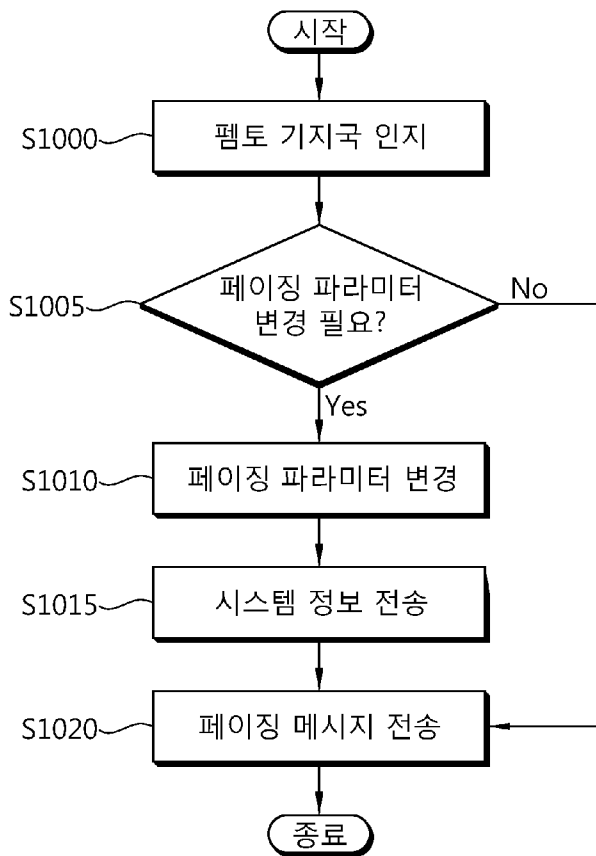 시작
S1000
펨토 기지국 인지
S1005
페이징 파라미터
변경 필요?
No
Yes
S1010
페이징 파라미터 변경
S1015
시스템 정보 전송
S1020
페이징 메시지 전송
종료